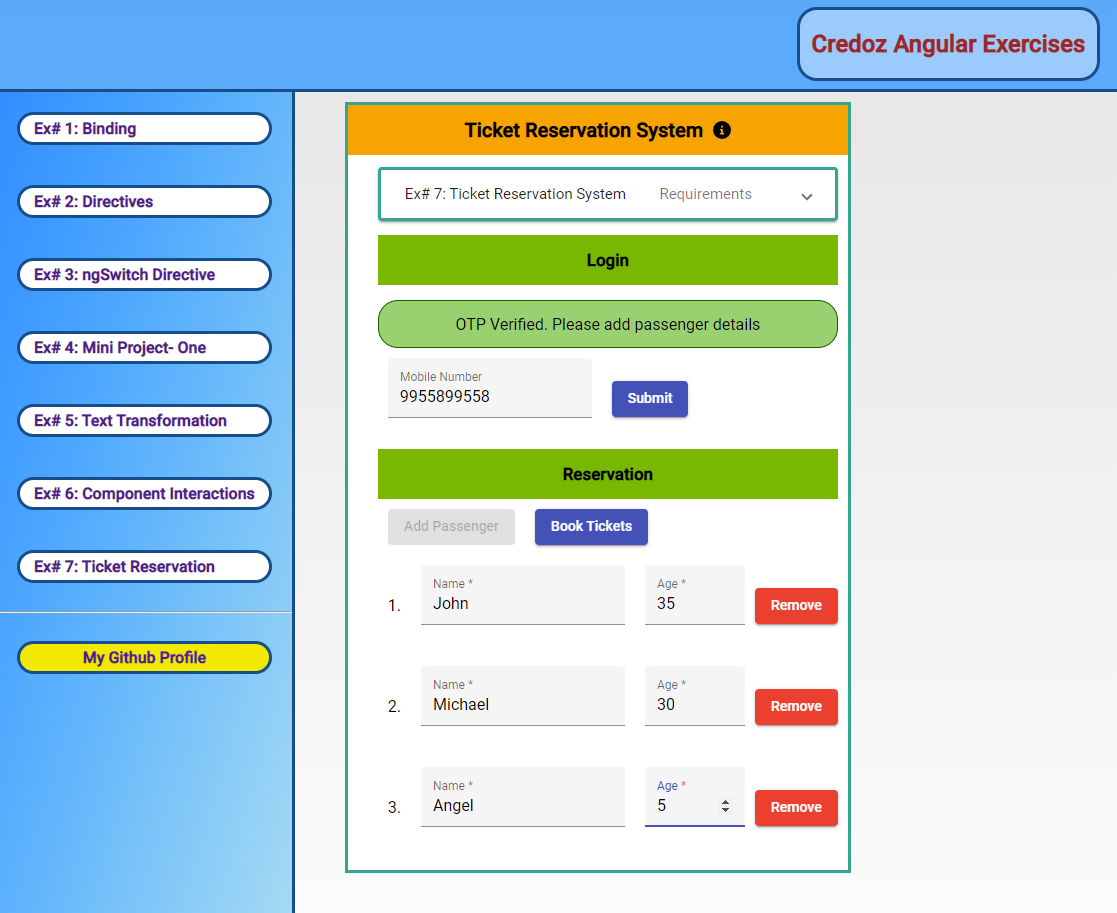 Credoz Angular Exercises
Ex# 1: Binding
Ex# 2: Directives
Ex# 3: ngSwitch Directive
Ex# 4: Mini Project- One
Ex# 5: Text Transformation
Ex# 6: Component Interactions
Ex# 7: Ticket Reservation
My Github Profile
Ticket Reservation System
Ex# 7: Ticket Reservation System Requirements
Login
OTP Verified. Please add passenger details
Mobile Number
9955899558
Submit
Reservation
Add Passenger Book Tickets
Name * Age *
1. John 35 Remove
Name * Age *
2. Michael 30 Remove
Name * Age *
3. Angel 5 Remove